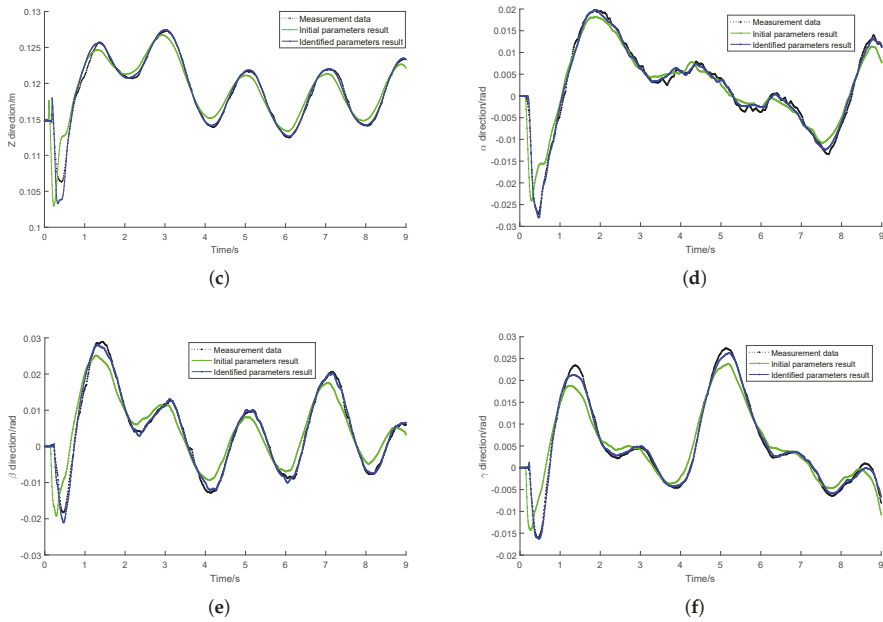 Z direction/m
0.13
0.125
0.12
0.115
0.11
0.105
0.1
0 1 2 3 4 5 6 7 8 9
Time/s
Measurement data
Initial parameters result
Identified parameters result
(c)
α direction/rad
0.02
0.015
0.01
0.005
0
-0.005
-0.01
-0.015
-0.02
-0.025
-0.03
0 1 2 3 4 5 6 7 8 9
Time/s
Measurement data
Initial parameters result
Identified parameters result
(d)
β direction/rad
0.03
0.02
0.01
0
-0.01
-0.02
-0.03
0 1 2 3 4 5 6 7 8 9
Time/s
Measurement data
Initial parameters result
Identified parameters result
(e)
γ direction/rad
0.03
0.025
0.02
0.015
0.01
0.005
0
-0.005
-0.01
-0.015
-0.02
0 1 2 3 4 5 6 7 8 9
Time/s
Measurement data
Initial parameters result
Identified parameters result
(f)